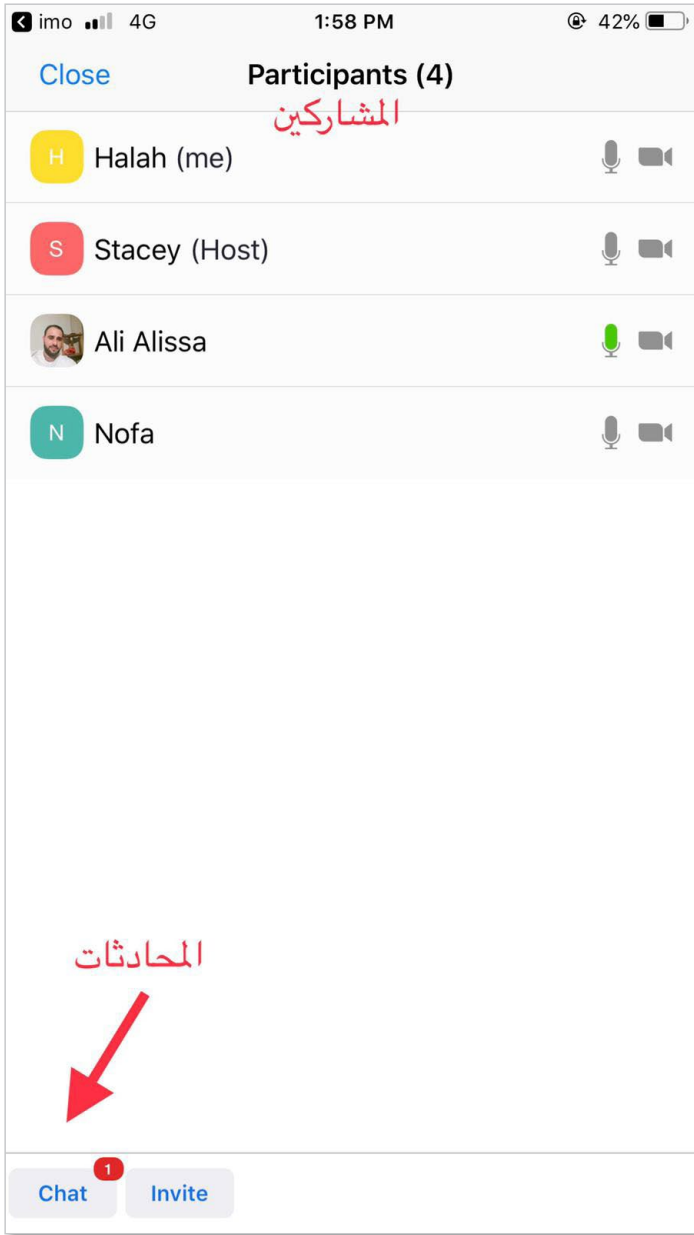 imo 4G 1:58 PM 42%
Close Participants (4)
المشاركين
H Halah (me)
S Stacey (Host)
Ali Alissa
N Nofa
المحادثات
1
Chat Invite